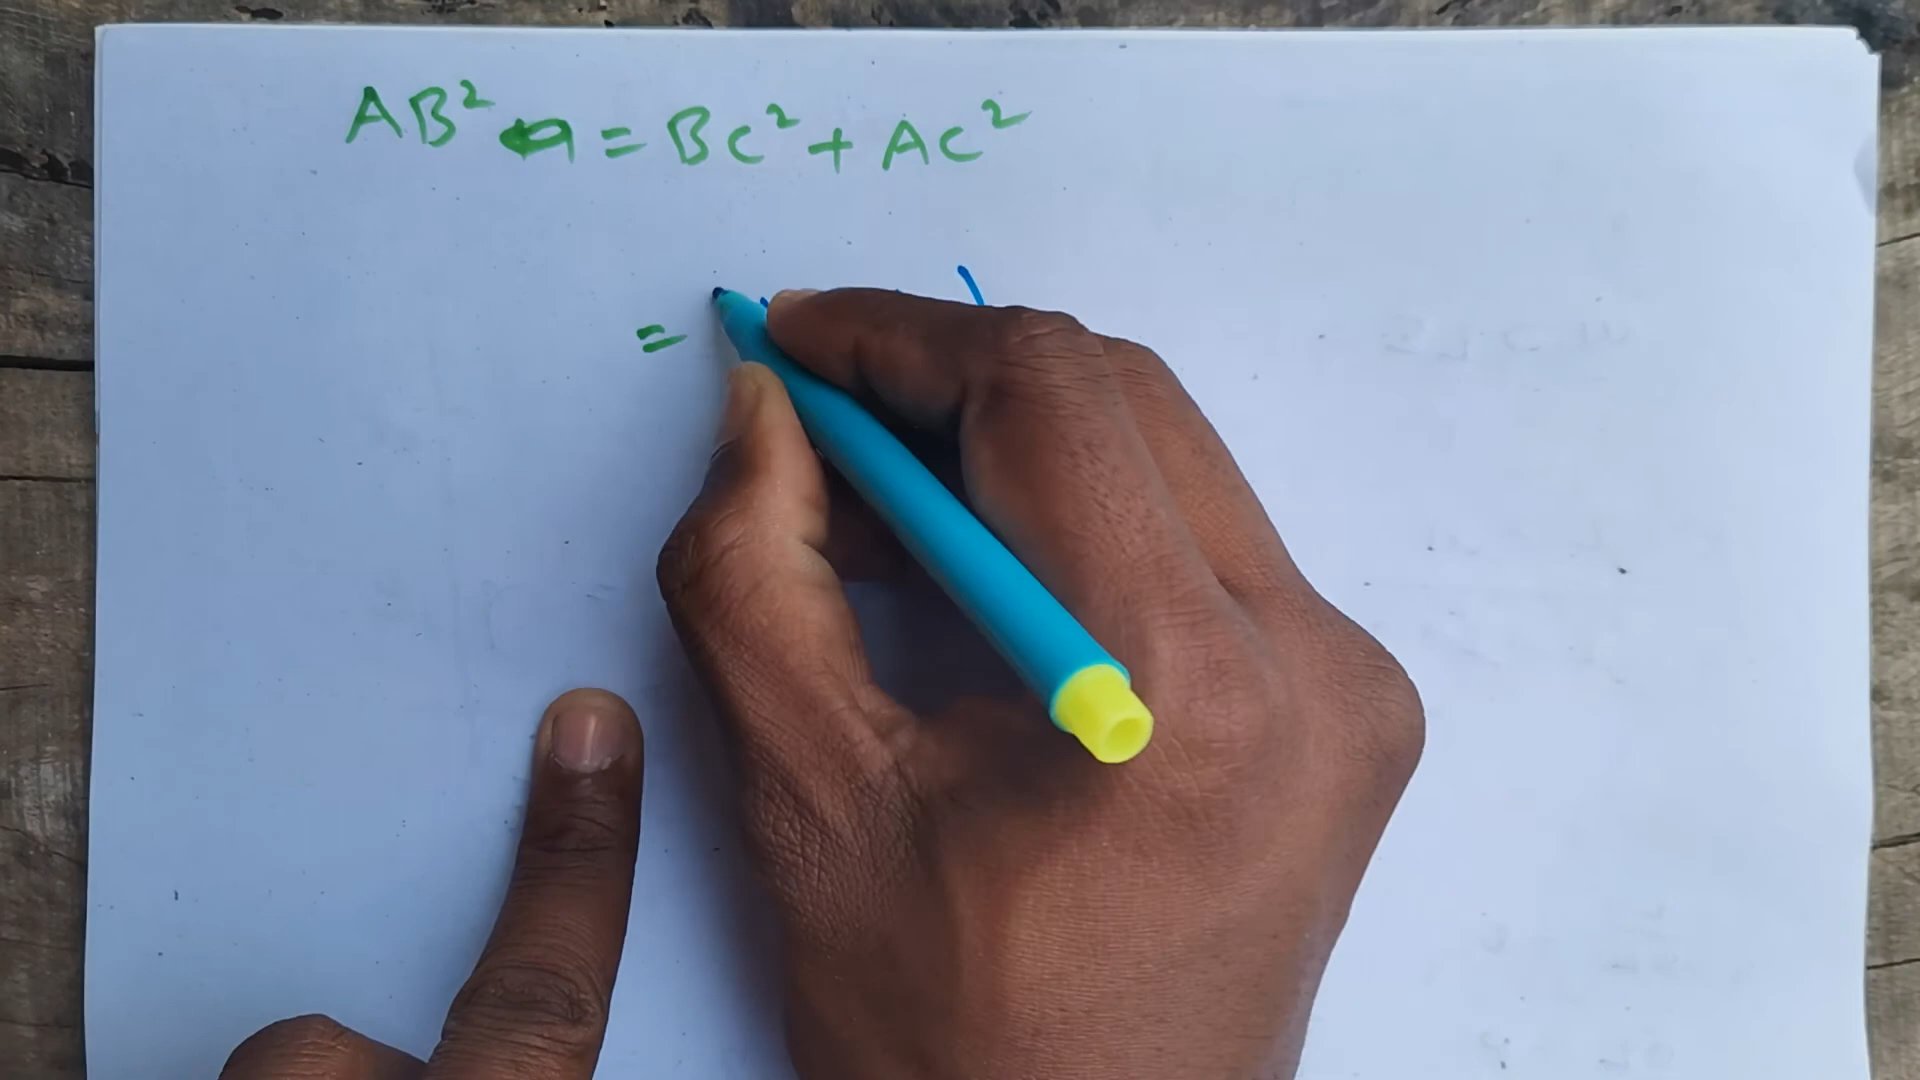 AB² = BC² + AC²
=